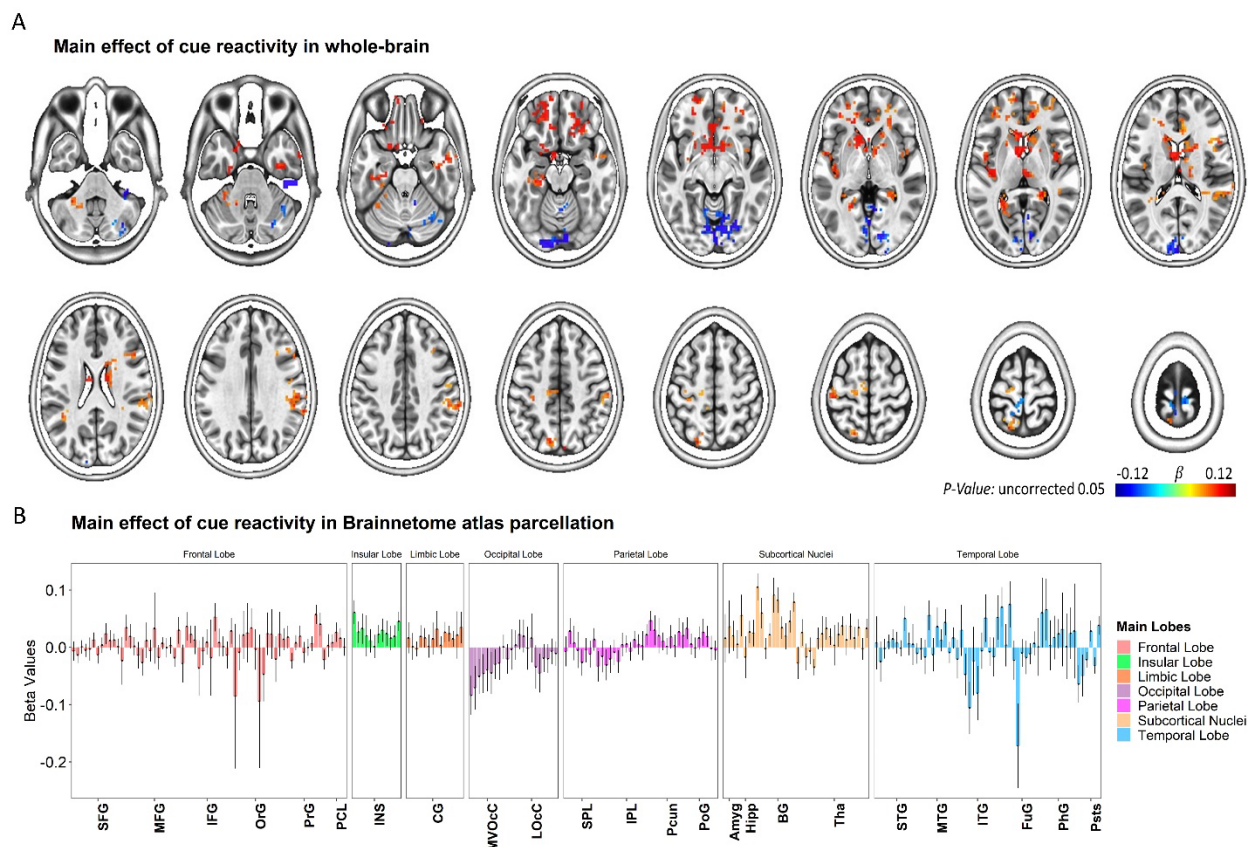 A
Main effect of cue reactivity in whole-brain
P-Value: uncorrected 0.05
-0.12 β 0.12
B
Main effect of cue reactivity in Brainnetome atlas parcellation
Frontal Lobe Insular Lobe Limbic Lobe Occipital Lobe Parietal Lobe Subcortical Nuclei Temporal Lobe
Beta Values
0.1
0.0
-0.1
-0.2
SFG MFG IFG OrG PrG PCL INS CG MVOcC LOcC SPL IPL Pcun PoG Amyg Hipp BG Tha STG MTG ITG FuG PhG Psts
Main Lobes
Frontal Lobe
Insular Lobe
Limbic Lobe
Occipital Lobe
Parietal Lobe
Subcortical Nuclei
Temporal Lobe